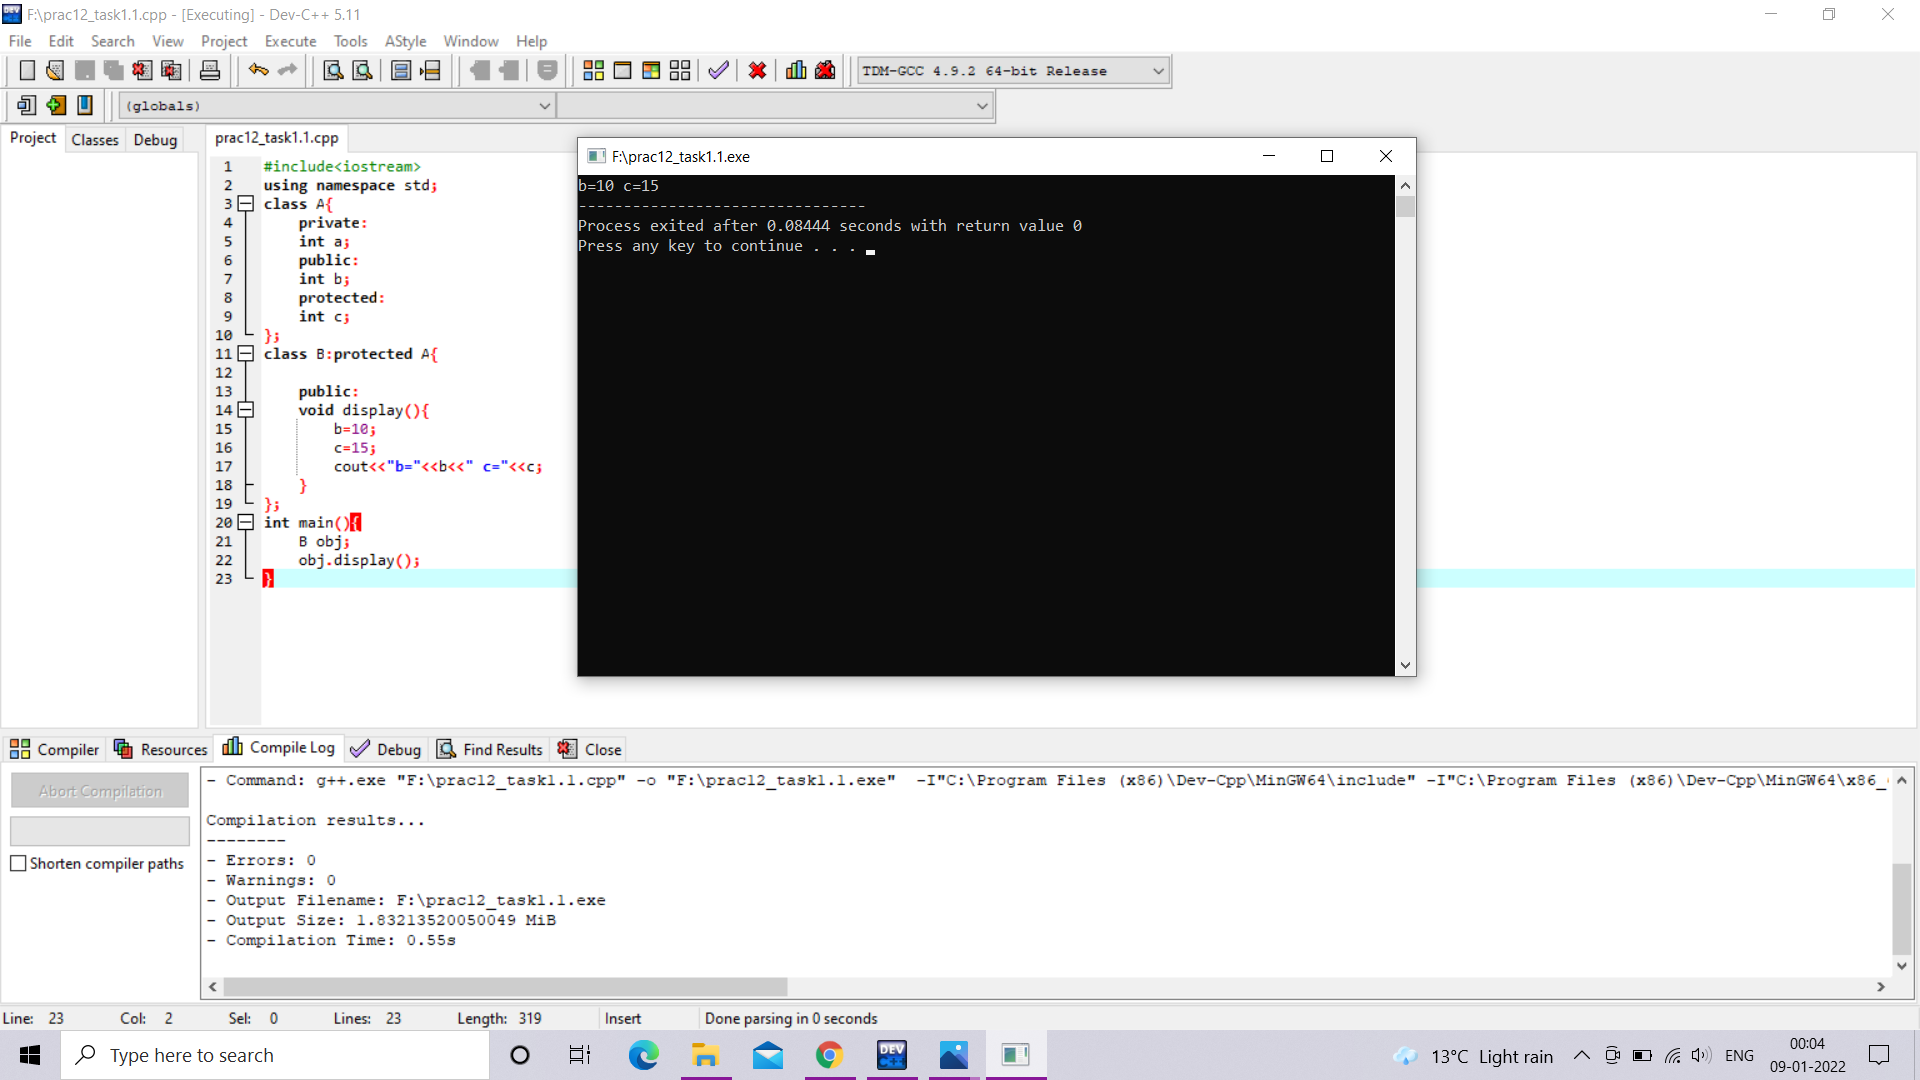 F:\prac12_task1.1.cpp - [Executing] - Dev-C++ 5.11
File Edit Search View Project Execute Tools AStyle Window Help
TDM-GCC 4.9.2 64-bit Release
(globals)
Project Classes Debug
prac12_task1.1.cpp
1 #include<iostream>
2 using namespace std;
3 class A{
4 private:
5 int a;
6 public:
7 int b;
8 protected:
9 int c;
10 };
11 class B:protected A{
12
13 public:
14 void display(){
15 b=10;
16 c=15;
17 cout<<"b="<<b<<" c="<<c;
18 }
19 };
20 int main(){
21 B obj;
22 obj.display();
23 }
F:\prac12_task1.1.exe
b=10 c=15
--------------------------------
Process exited after 0.08444 seconds with return value 0
Press any key to continue . . .
Compiler Resources Compile Log Debug Find Results Close
Abort Compilation
Shorten compiler paths
- Command: g++.exe "F:\prac12_task1.1.cpp" -o "F:\prac12_task1.1.exe" -I"C:\Program Files (x86)\Dev-Cpp\MinGW64\include" -I"C:\Program Files (x86)\Dev-Cpp\MinGW64\x86_
Compilation results...
--------
- Errors: 0
- Warnings: 0
- Output Filename: F:\prac12_task1.1.exe
- Output Size: 1.83213520050049 MiB
- Compilation Time: 0.55s
Line: 23 Col: 2 Sel: 0 Lines: 23 Length: 319 Insert Done parsing in 0 seconds
Type here to search
DEV C++
13°C Light rain
ENG
00:04
09-01-2022